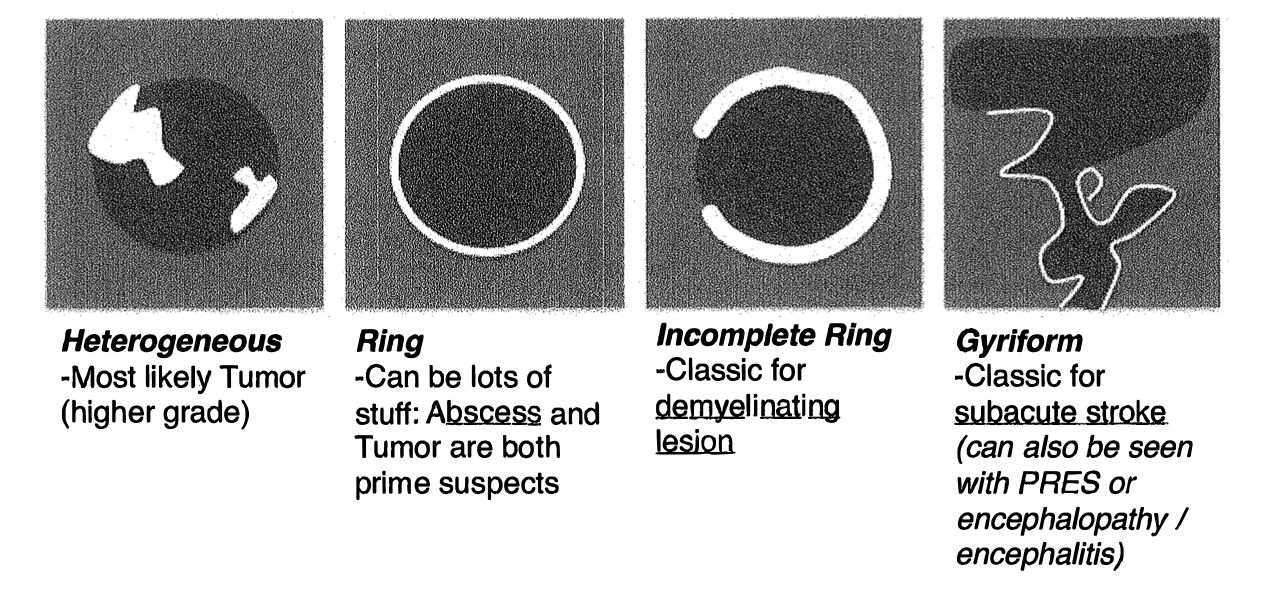 Heterogeneous
-Most likely Tumor
(higher grade)
Ring
-Can be lots of
stuff: Abscess and
Tumor are both
prime suspects
Incomplete Ring
-Classic for
demyelinating
lesion
Gyriform
-Classic for
subacute stroke
(can also be seen
with PRES or
encephalopathy /
encephalitis)